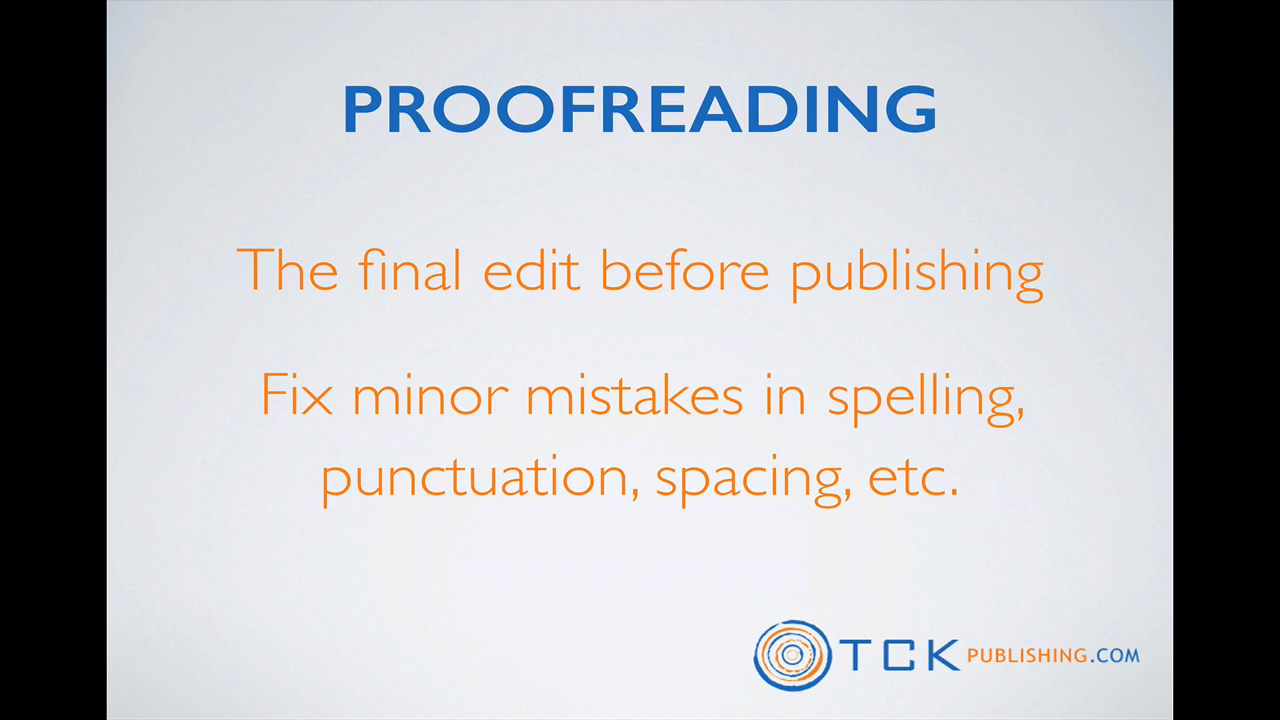 PROOFREADING
The final edit before publishing
Fix minor mistakes in spelling,
punctuation, spacing, etc.
TCK PUBLISHING.COM